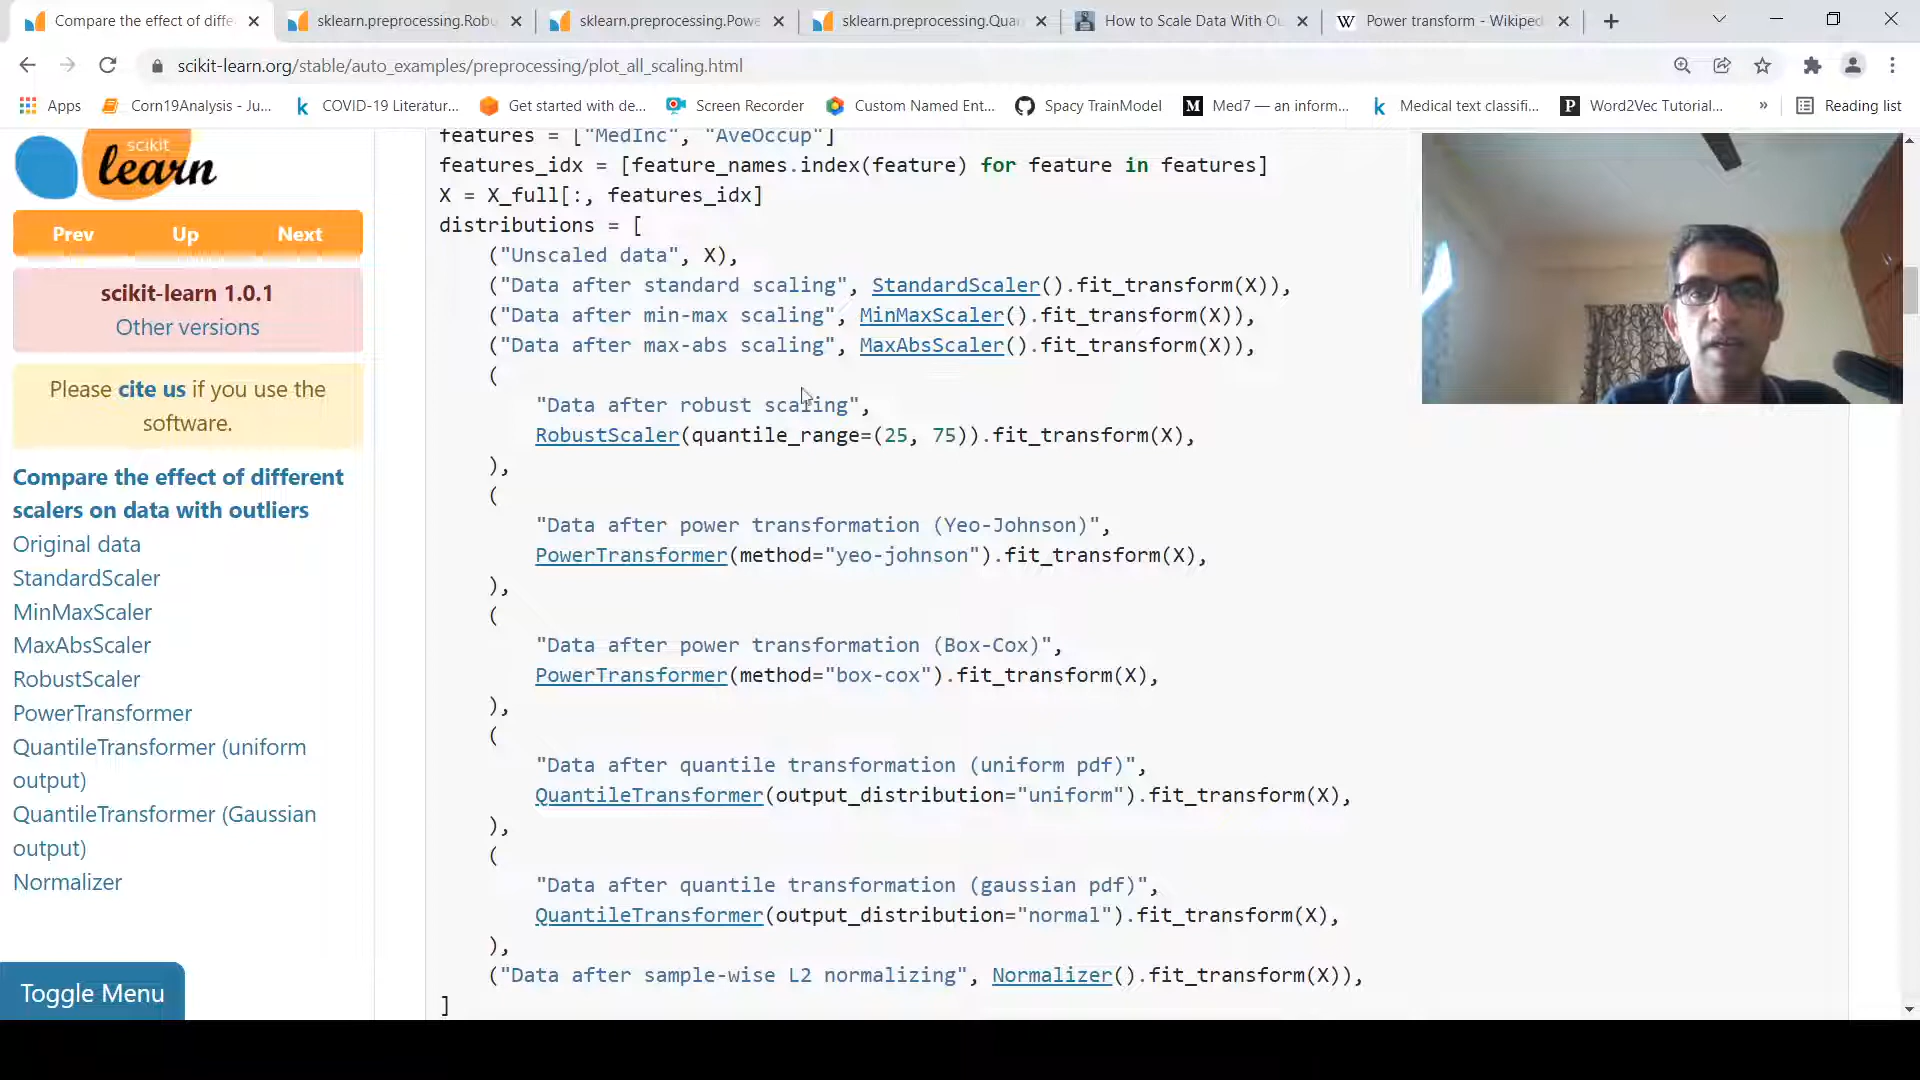 Compare the effect of diffe
sklearn.preprocessing.Robu
sklearn.preprocessing.Powe
sklearn.preprocessing.Quan
How to Scale Data With Ou
Power transform - Wikiped
scikit-learn.org/stable/auto_examples/preprocessing/plot_all_scaling.html
Apps
Corn19Analysis - Ju...
COVID-19 Literatur...
Get started with de...
Screen Recorder
Custom Named Ent...
Spacy TrainModel
Med7 — an inform...
Medical text classifi...
Word2Vec Tutorial...
»
Reading list
scikit
learn
Prev
Up
Next
scikit-learn 1.0.1
Other versions
Please cite us if you use the
software.
Compare the effect of different
scalers on data with outliers
Original data
StandardScaler
MinMaxScaler
MaxAbsScaler
RobustScaler
PowerTransformer
QuantileTransformer (uniform
output)
QuantileTransformer (Gaussian
output)
Normalizer
Toggle Menu
features = ["MedInc", "AveOccup"]
features_idx = [feature_names.index(feature) for feature in features]
X = X_full[:, features_idx]
distributions = [
("Unscaled data", X),
("Data after standard scaling", StandardScaler().fit_transform(X)),
("Data after min-max scaling", MinMaxScaler().fit_transform(X)),
("Data after max-abs scaling", MaxAbsScaler().fit_transform(X)),
(
"Data after robust scaling",
RobustScaler(quantile_range=(25, 75)).fit_transform(X),
),
(
"Data after power transformation (Yeo-Johnson)",
PowerTransformer(method="yeo-johnson").fit_transform(X),
),
(
"Data after power transformation (Box-Cox)",
PowerTransformer(method="box-cox").fit_transform(X),
),
(
"Data after quantile transformation (uniform pdf)",
QuantileTransformer(output_distribution="uniform").fit_transform(X),
),
(
"Data after quantile transformation (gaussian pdf)",
QuantileTransformer(output_distribution="normal").fit_transform(X),
),
("Data after sample-wise L2 normalizing", Normalizer().fit_transform(X)),
]